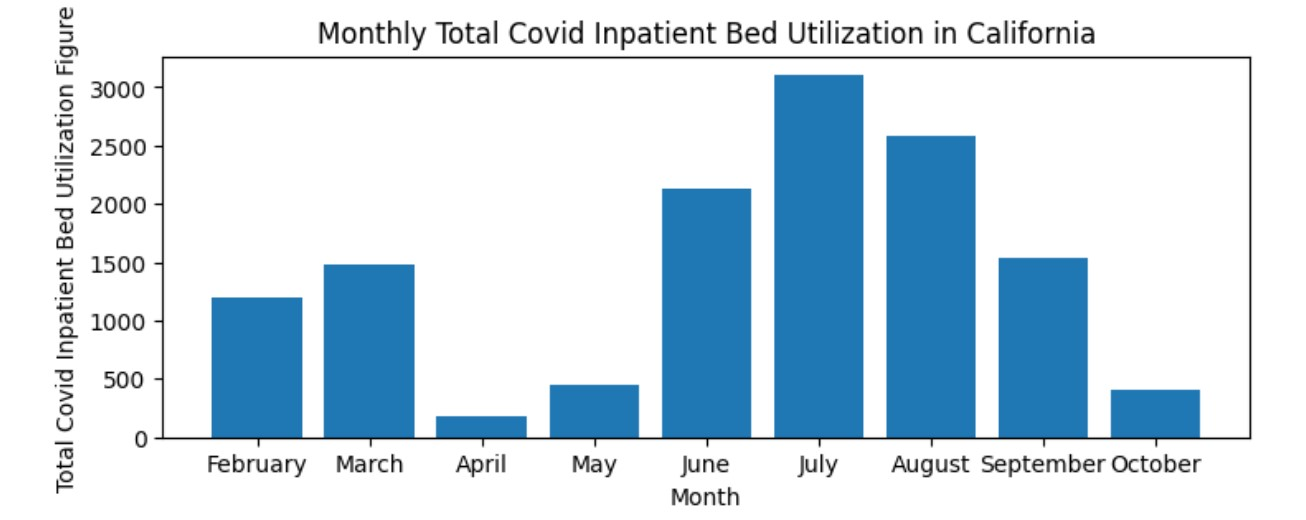 Monthly Total Covid Inpatient Bed Utilization in California
Total Covid Inpatient Bed Utilization Figure
3000
2500
2000
1500
1000
500
0
February March April May June July August September October
Month